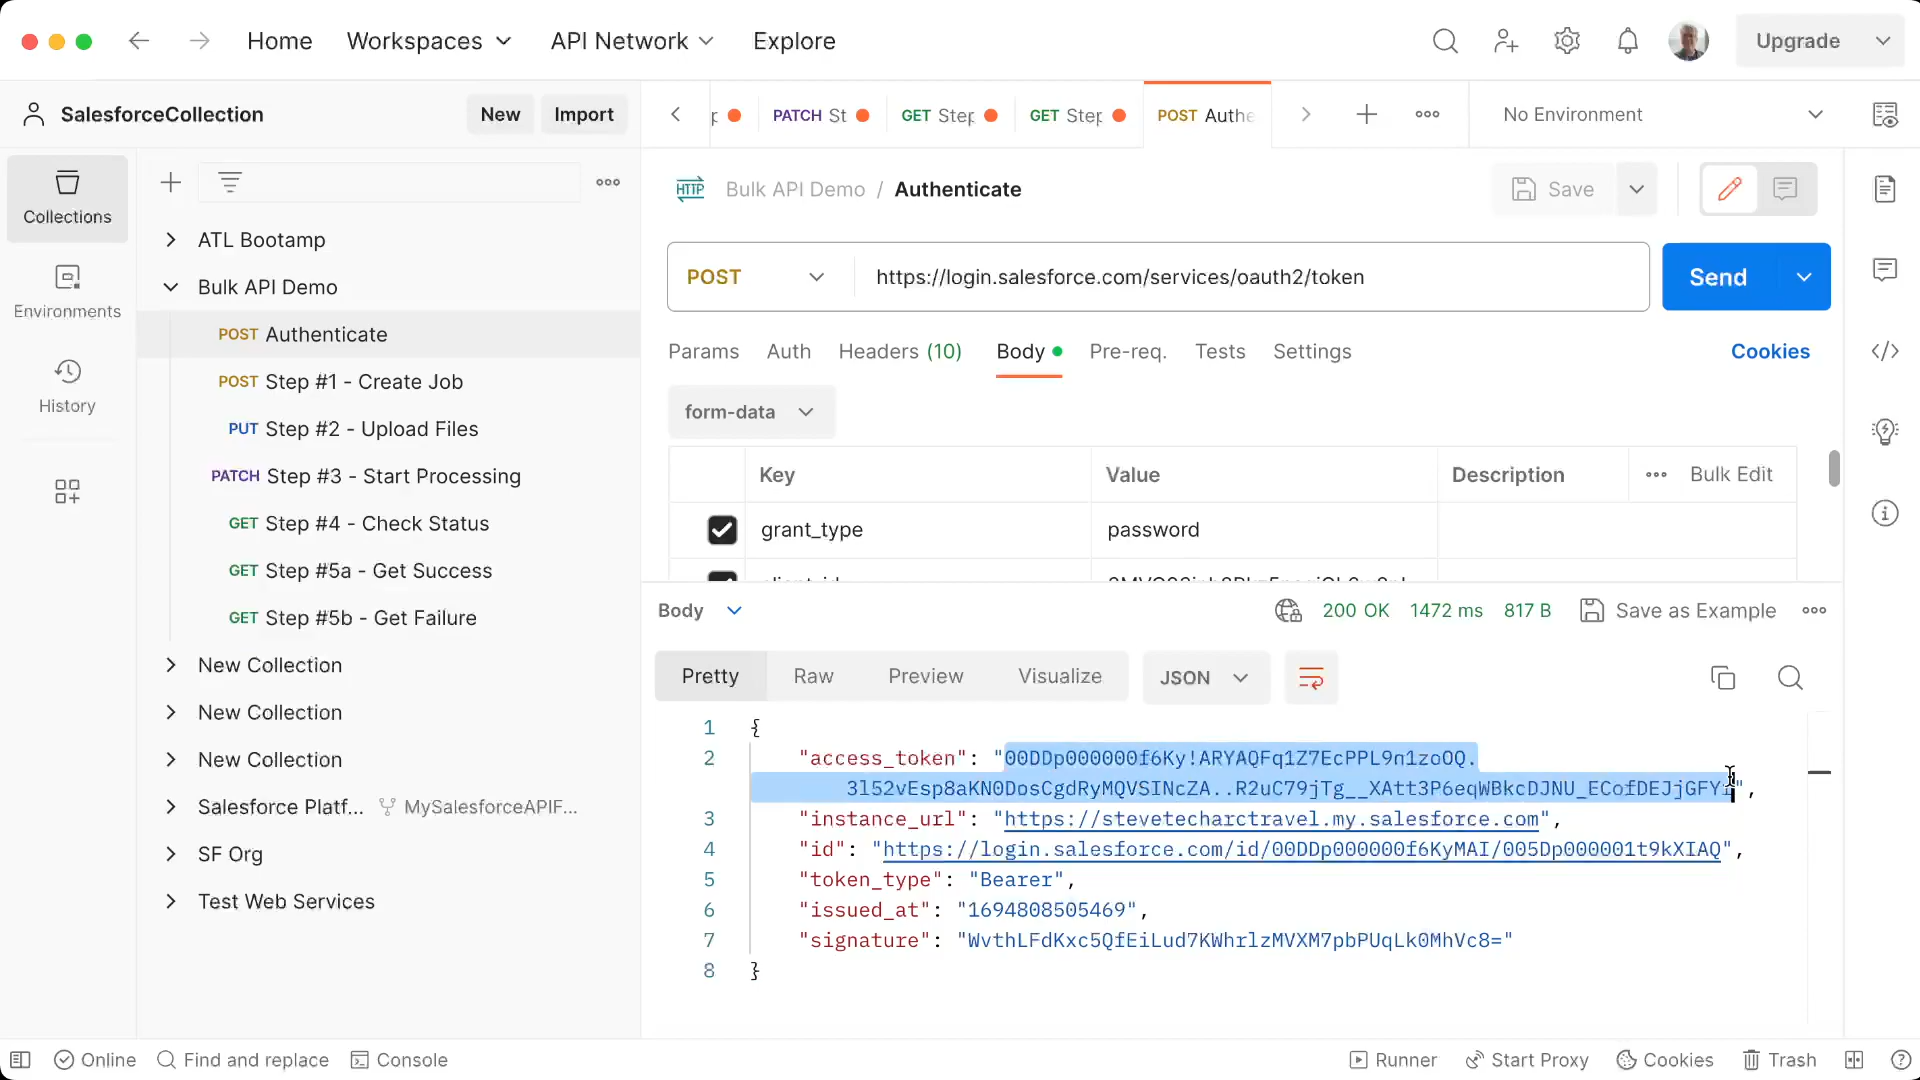 Home Workspaces API Network Explore Upgrade
SalesforceCollection New Import
PATCH St GET Step GET Step POST Authe No Environment
Collections
Environments
History
ATL Bootamp
Bulk API Demo
POST Authenticate
POST Step #1 - Create Job
PUT Step #2 - Upload Files
PATCH Step #3 - Start Processing
GET Step #4 - Check Status
GET Step #5a - Get Success
GET Step #5b - Get Failure
New Collection
New Collection
New Collection
Salesforce Platf... MySalesforceAPIF...
SF Org
Test Web Services
HTTP Bulk API Demo / Authenticate Save
POST https://login.salesforce.com/services/oauth2/token Send
Params Auth Headers (10) Body Pre-req. Tests Settings Cookies
form-data
Key Value Description Bulk Edit
grant_type password
Body 200 OK 1472 ms 817 B Save as Example
Pretty Raw Preview Visualize JSON
1 {
2 "access_token": "00DDp000000f6Ky!ARYAQFq1Z7EcPPL9n1zoOQ.
3l52vEsp8aKN0DosCgdRyMQVSINcZA..R2uC79jTg__XAtt3P6eqWBkcDJNU_ECofDEJjGFYi",
3 "instance_url": "https://stevetecharctravel.my.salesforce.com",
4 "id": "https://login.salesforce.com/id/00DDp000000f6KyMAI/005Dp000001t9kXIAQ",
5 "token_type": "Bearer",
6 "issued_at": "1694808505469",
7 "signature": "WvthLFdKxc5QfEiLud7KWhrlzMVXM7pbPUqLk0MhVc8="
8 }
Online Find and replace Console Runner Start Proxy Cookies Trash